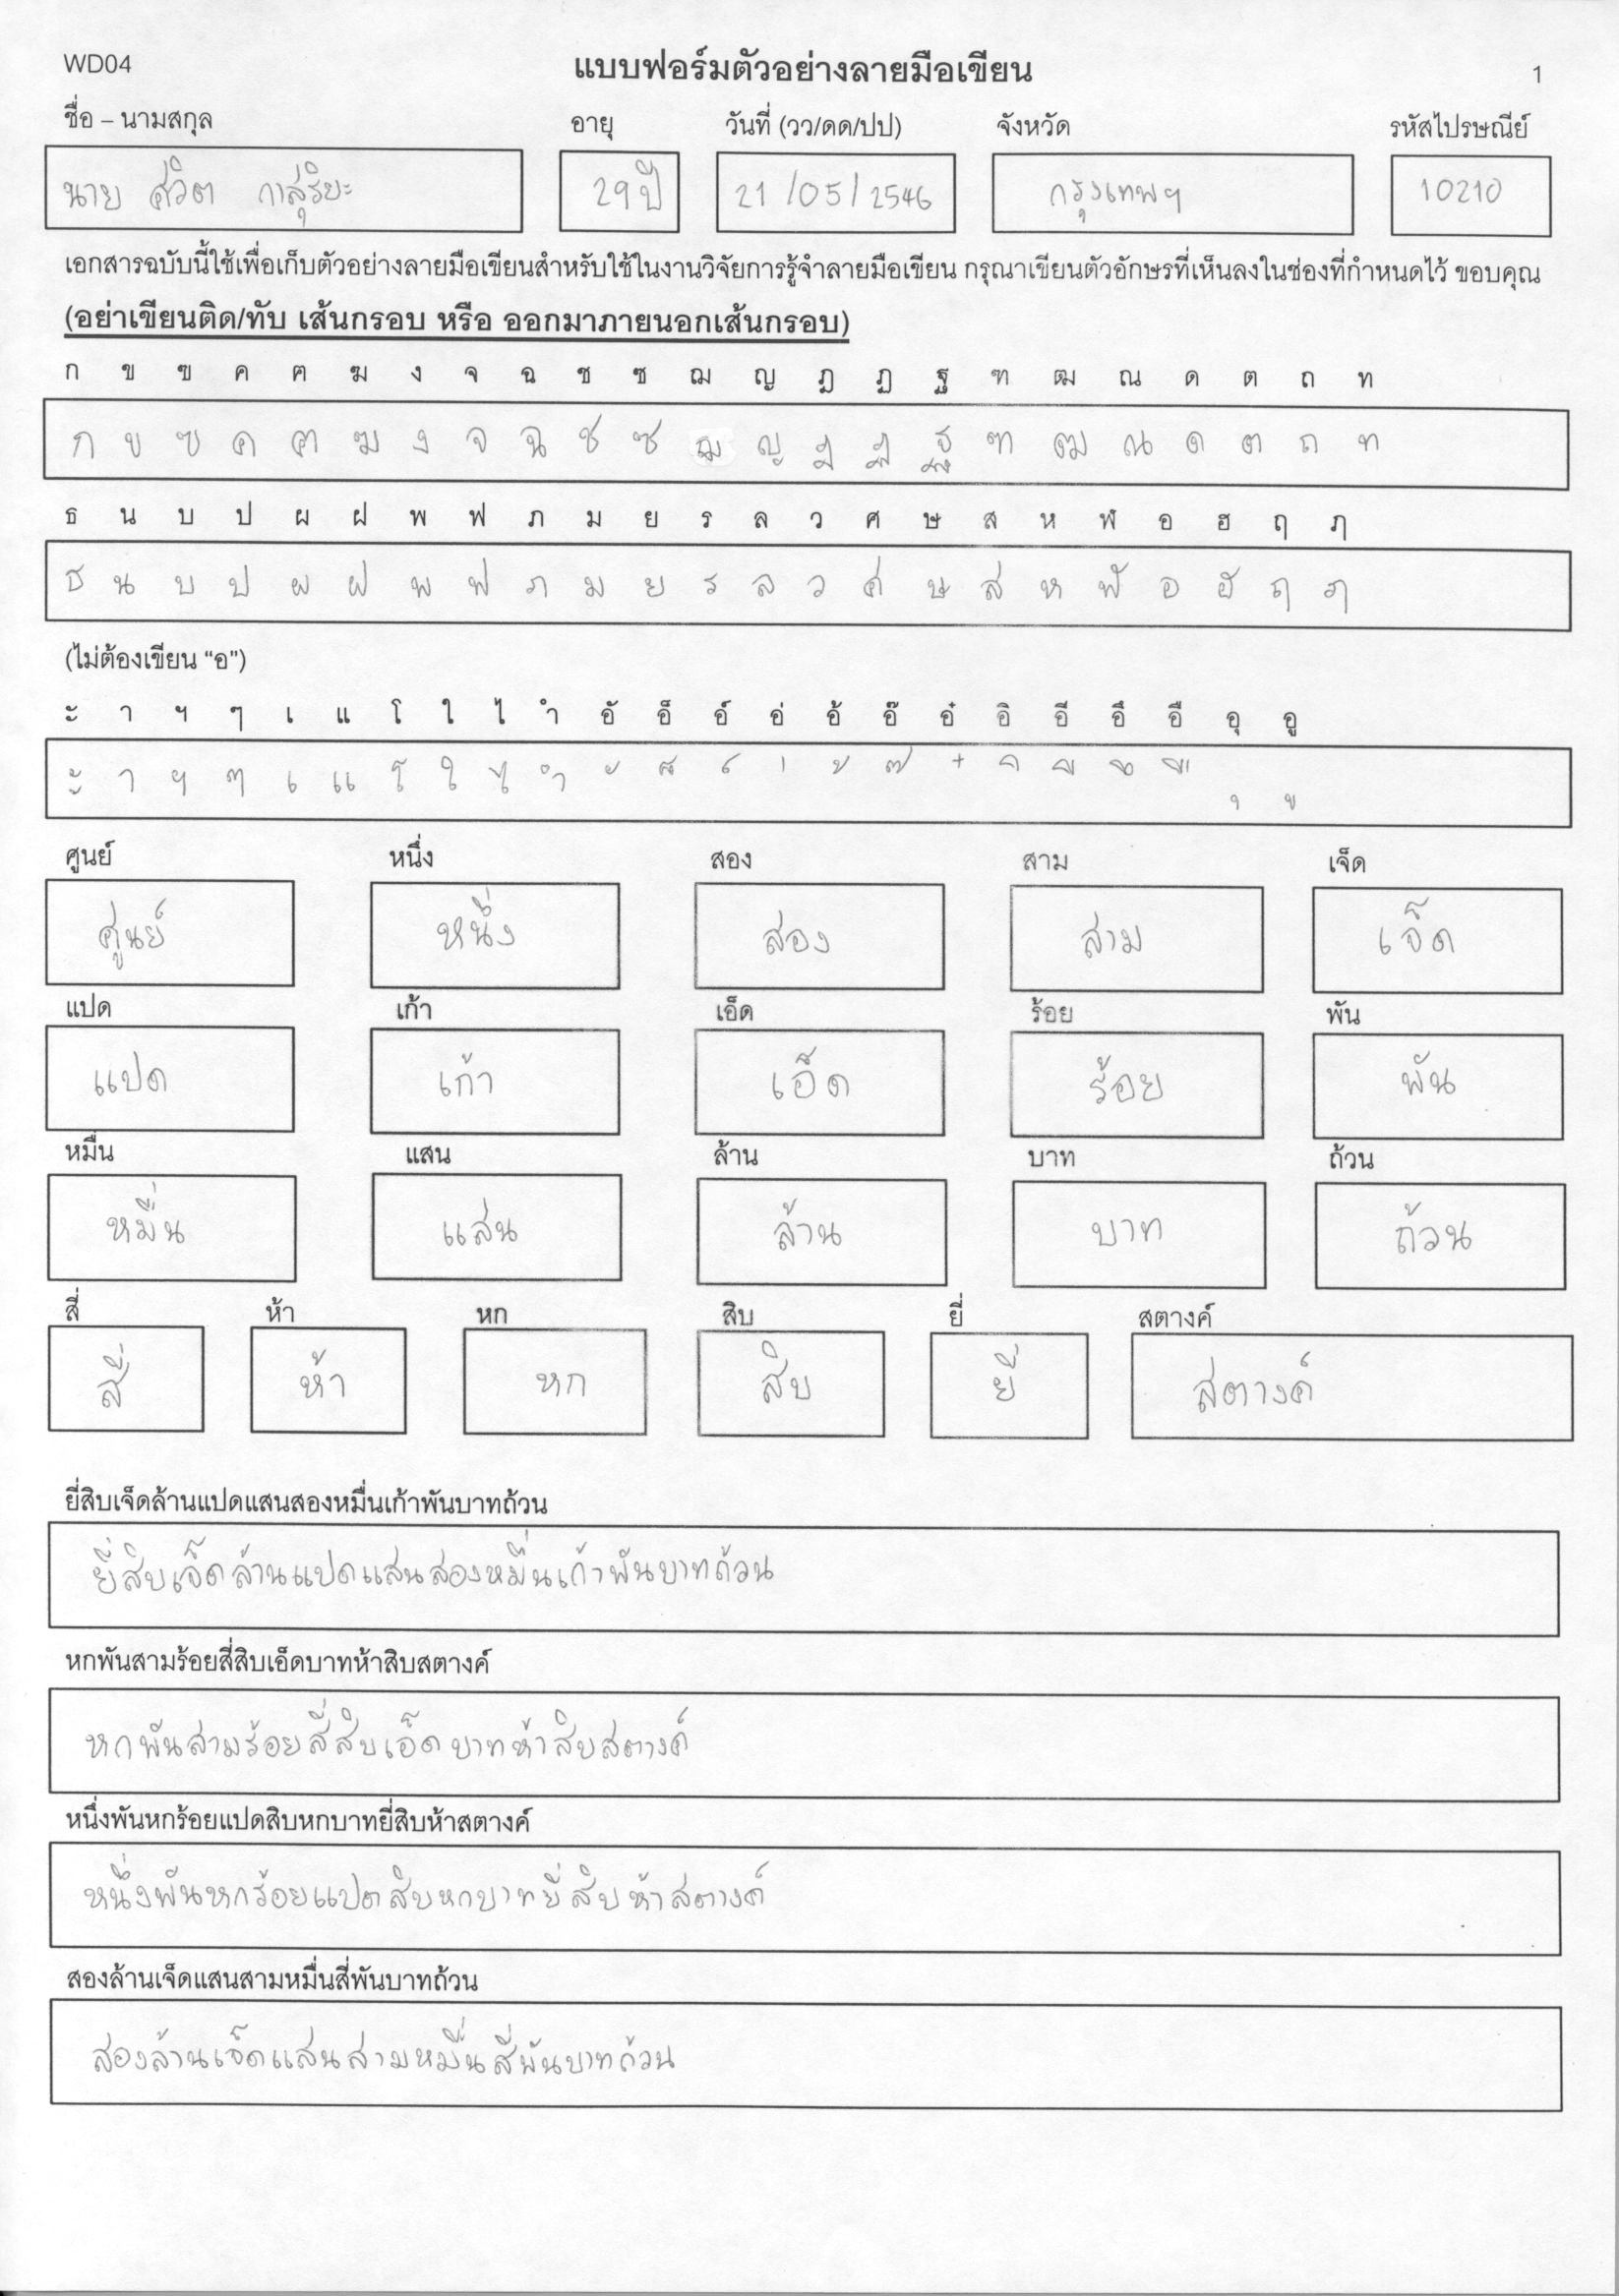 WD04 แบบฟอร์มตัวอย่างลายมือเขียน 1
ชื่อ – นามสกุล อายุ วันที่ (วว/ดด/ปป) จังหวัด รหัสไปรษณีย์
นาย ศวิต กาสุริยะ 29ปี 21/05/2546 กรุงเทพฯ 10210
เอกสารฉบับนี้ใช้เพื่อเก็บตัวอย่างลายมือเขียนสำหรับใช้ในงานวิจัยการรู้จำลายมือเขียน กรุณาเขียนตัวอักษรที่เห็นลงในช่องที่กำหนดไว้ ขอบคุณ
(อย่าเขียนติด/ทับ เส้นกรอบ หรือ ออกมาภายนอกเส้นกรอบ)
ก ข ฃ ค ฅ ฆ ง จ ฉ ช ซ ฌ ญ ฎ ฏ ฐ ฑ ฒ ณ ด ต ถ ท
ก ข ฃ ค ฅ ฆ ง จ ฉ ช ซ ฌ ญ ฎ ฏ ฐ ฑ ฒ ณ ด ต ถ ท
ธ น บ ป ผ ฝ พ ฟ ภ ม ย ร ล ว ศ ษ ส ห ฬ อ ฮ ฤ ฦ
ธ น บ ป ผ ฝ พ ฟ ภ ม ย ร ล ว ศ ษ ส ห ฬ อ ฮ ฤ ฦ
(ไม่ต้องเขียน “อ”)
ะ า ฯ ๆ เ แ โ ใ ไ ำ อั อ็ อ์ อ่ อ้ อ๊ อ๋ อิ อี อึ อื อุ อู
ะ า ฯ ๆ เ แ โ ใ ไ ำ ั ็ ์ ่ ้ ๊ ๋ ิ ี ึ ื ุ ู
ศูนย์ หนึ่ง สอง สาม เจ็ด
ศูนย์ หนึ่ง สอง สาม เจ็ด
แปด เก้า เอ็ด ร้อย พัน
แปด เก้า เอ็ด ร้อย พัน
หมื่น แสน ล้าน บาท ถ้วน
หมื่น แสน ล้าน บาท ถ้วน
สี่ ห้า หก สิบ ยี่ สตางค์
สี่ ห้า หก สิบ ยี่ สตางค์
ยี่สิบเจ็ดล้านแปดแสนสองหมื่นเก้าพันบาทถ้วน
ยี่สิบเจ็ดล้านแปดแสนสองหมื่นเก้าพันบาทถ้วน
หกพันสามร้อยสี่สิบเอ็ดบาทห้าสิบสตางค์
หกพันสามร้อยสี่สิบเอ็ดบาทห้าสิบสตางค์
หนึ่งพันหกร้อยแปดสิบหกบาทยี่สิบห้าสตางค์
หนึ่งพันหกร้อยแปดสิบหกบาทยี่สิบห้าสตางค์
สองล้านเจ็ดแสนสามหมื่นสี่พันบาทถ้วน
สองล้านเจ็ดแสนสามหมื่นสี่พันบาทถ้วน